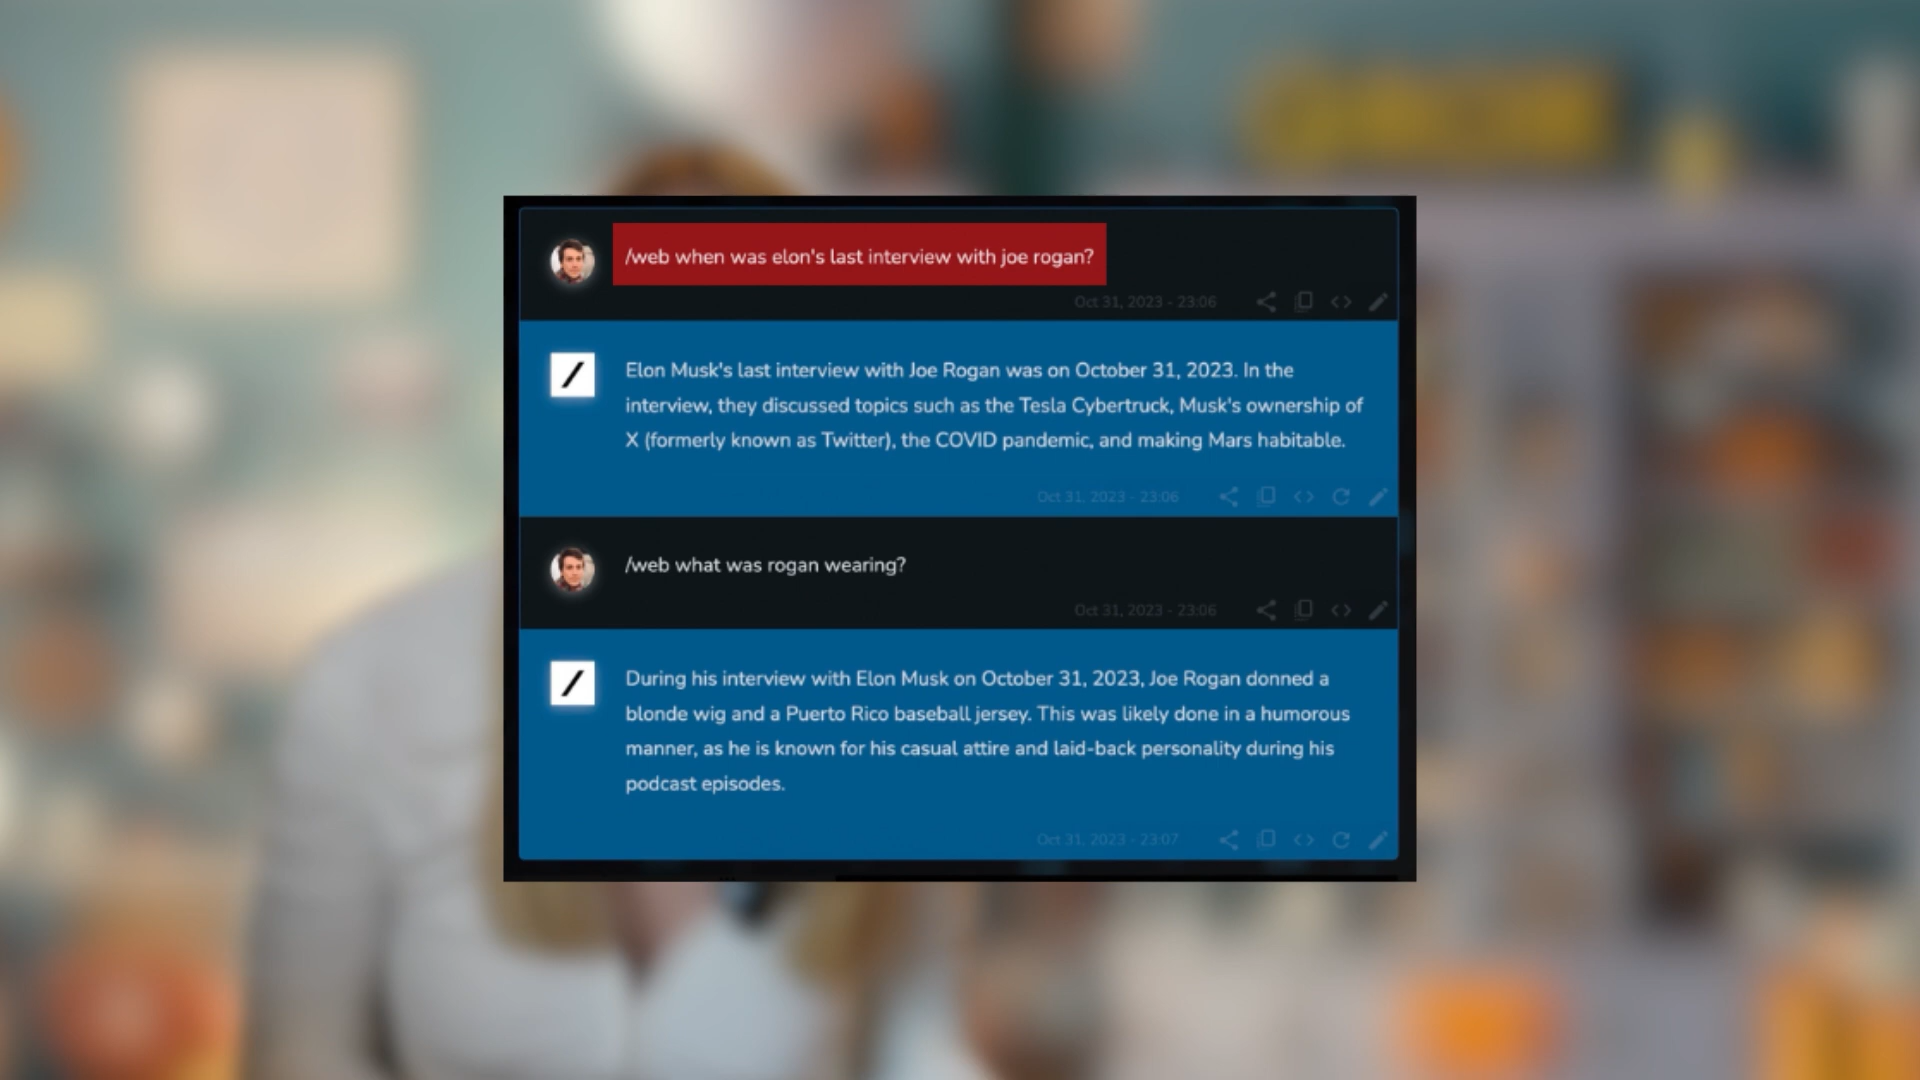 /web when was elon's last interview with joe rogan?
Oct 31, 2023 - 23:06
Elon Musk's last interview with Joe Rogan was on October 31, 2023. In the
interview, they discussed topics such as the Tesla Cybertruck, Musk's ownership of
X (formerly known as Twitter), the COVID pandemic, and making Mars habitable.
Oct 31, 2023 - 23:06
/web what was rogan wearing?
Oct 31, 2023 - 23:06
During his interview with Elon Musk on October 31, 2023, Joe Rogan donned a
blonde wig and a Puerto Rico baseball jersey. This was likely done in a humorous
manner, as he is known for his casual attire and laid-back personality during his
podcast episodes.
Oct 31, 2023 - 23:07